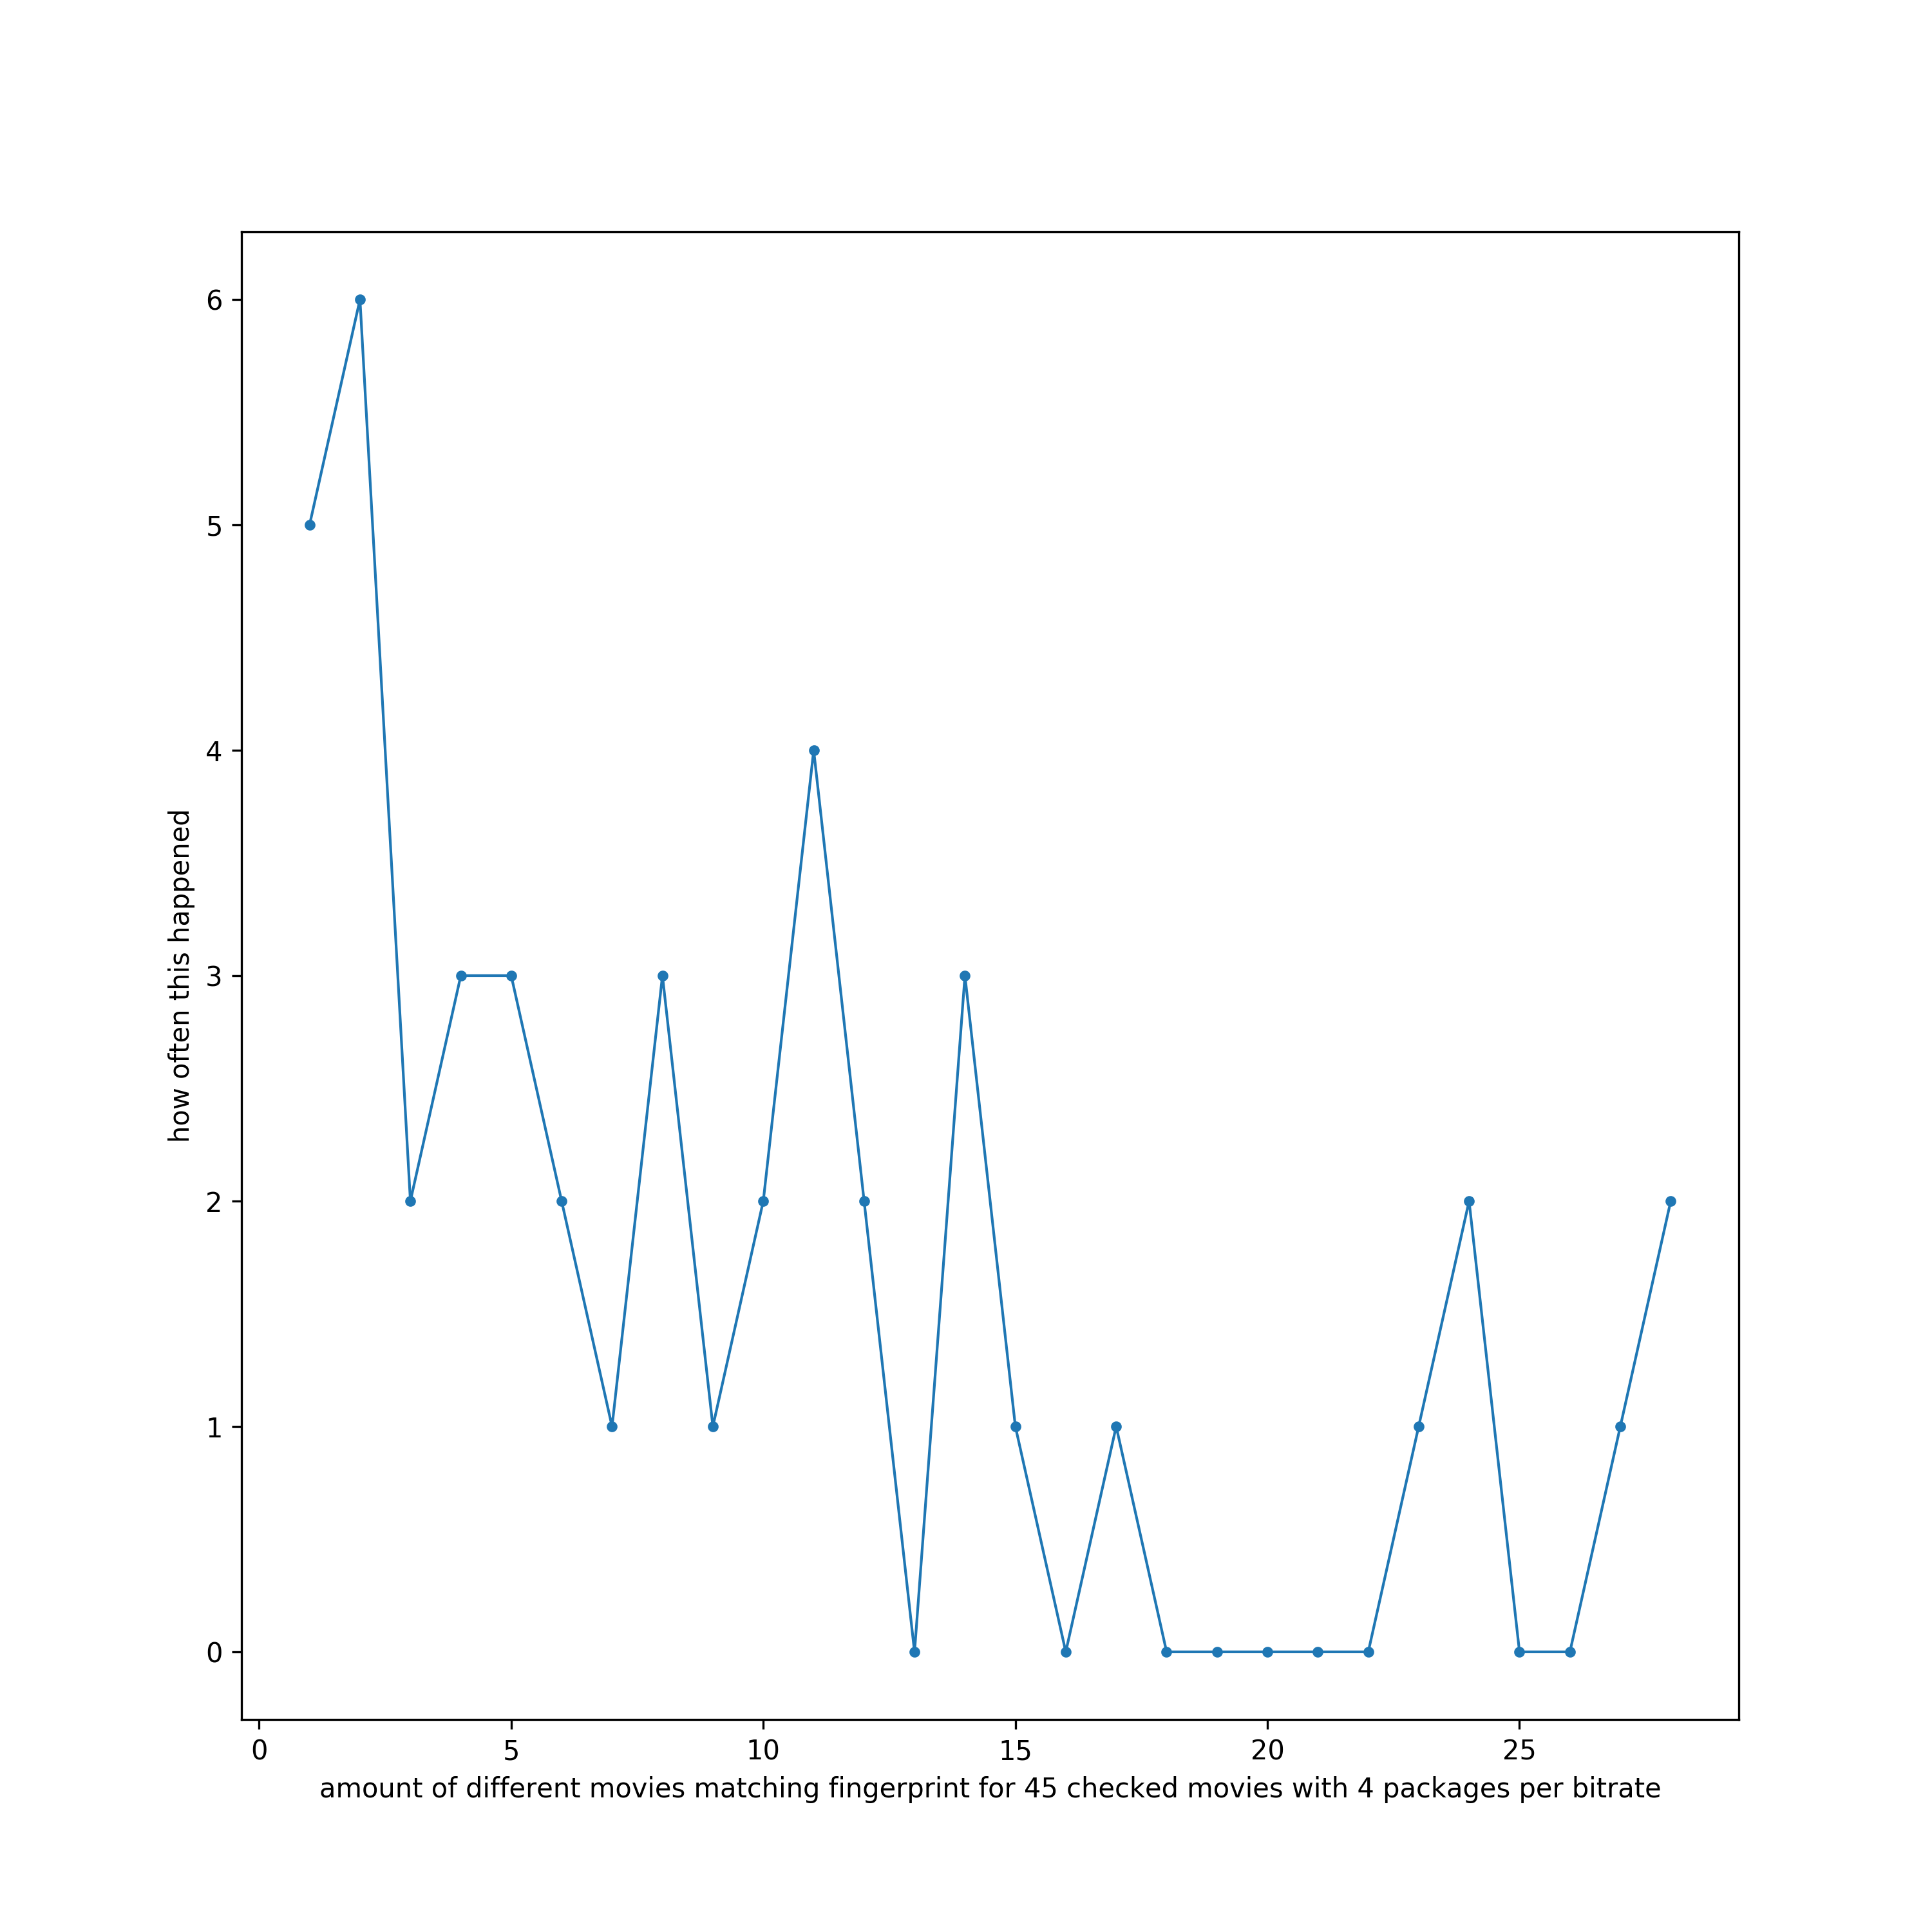 6
5
4
3
2
1
0
how often this happened
0 5 10 15 20 25
amount of different movies matching fingerprint for 45 checked movies with 4 packages per bitrate